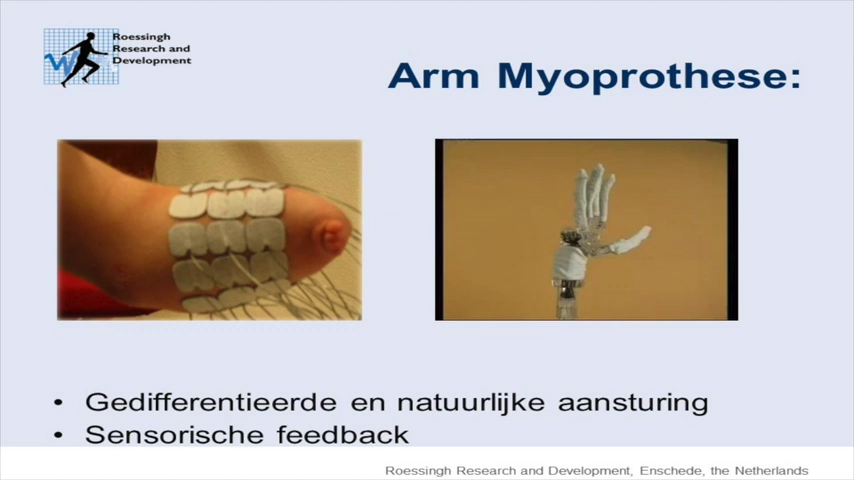 Roessingh
Research and
Development
Arm Myoprothese:
• Gedifferentieerde en natuurlijke aansturing
• Sensorische feedback
Roessingh Research and Development, Enschede, the Netherlands